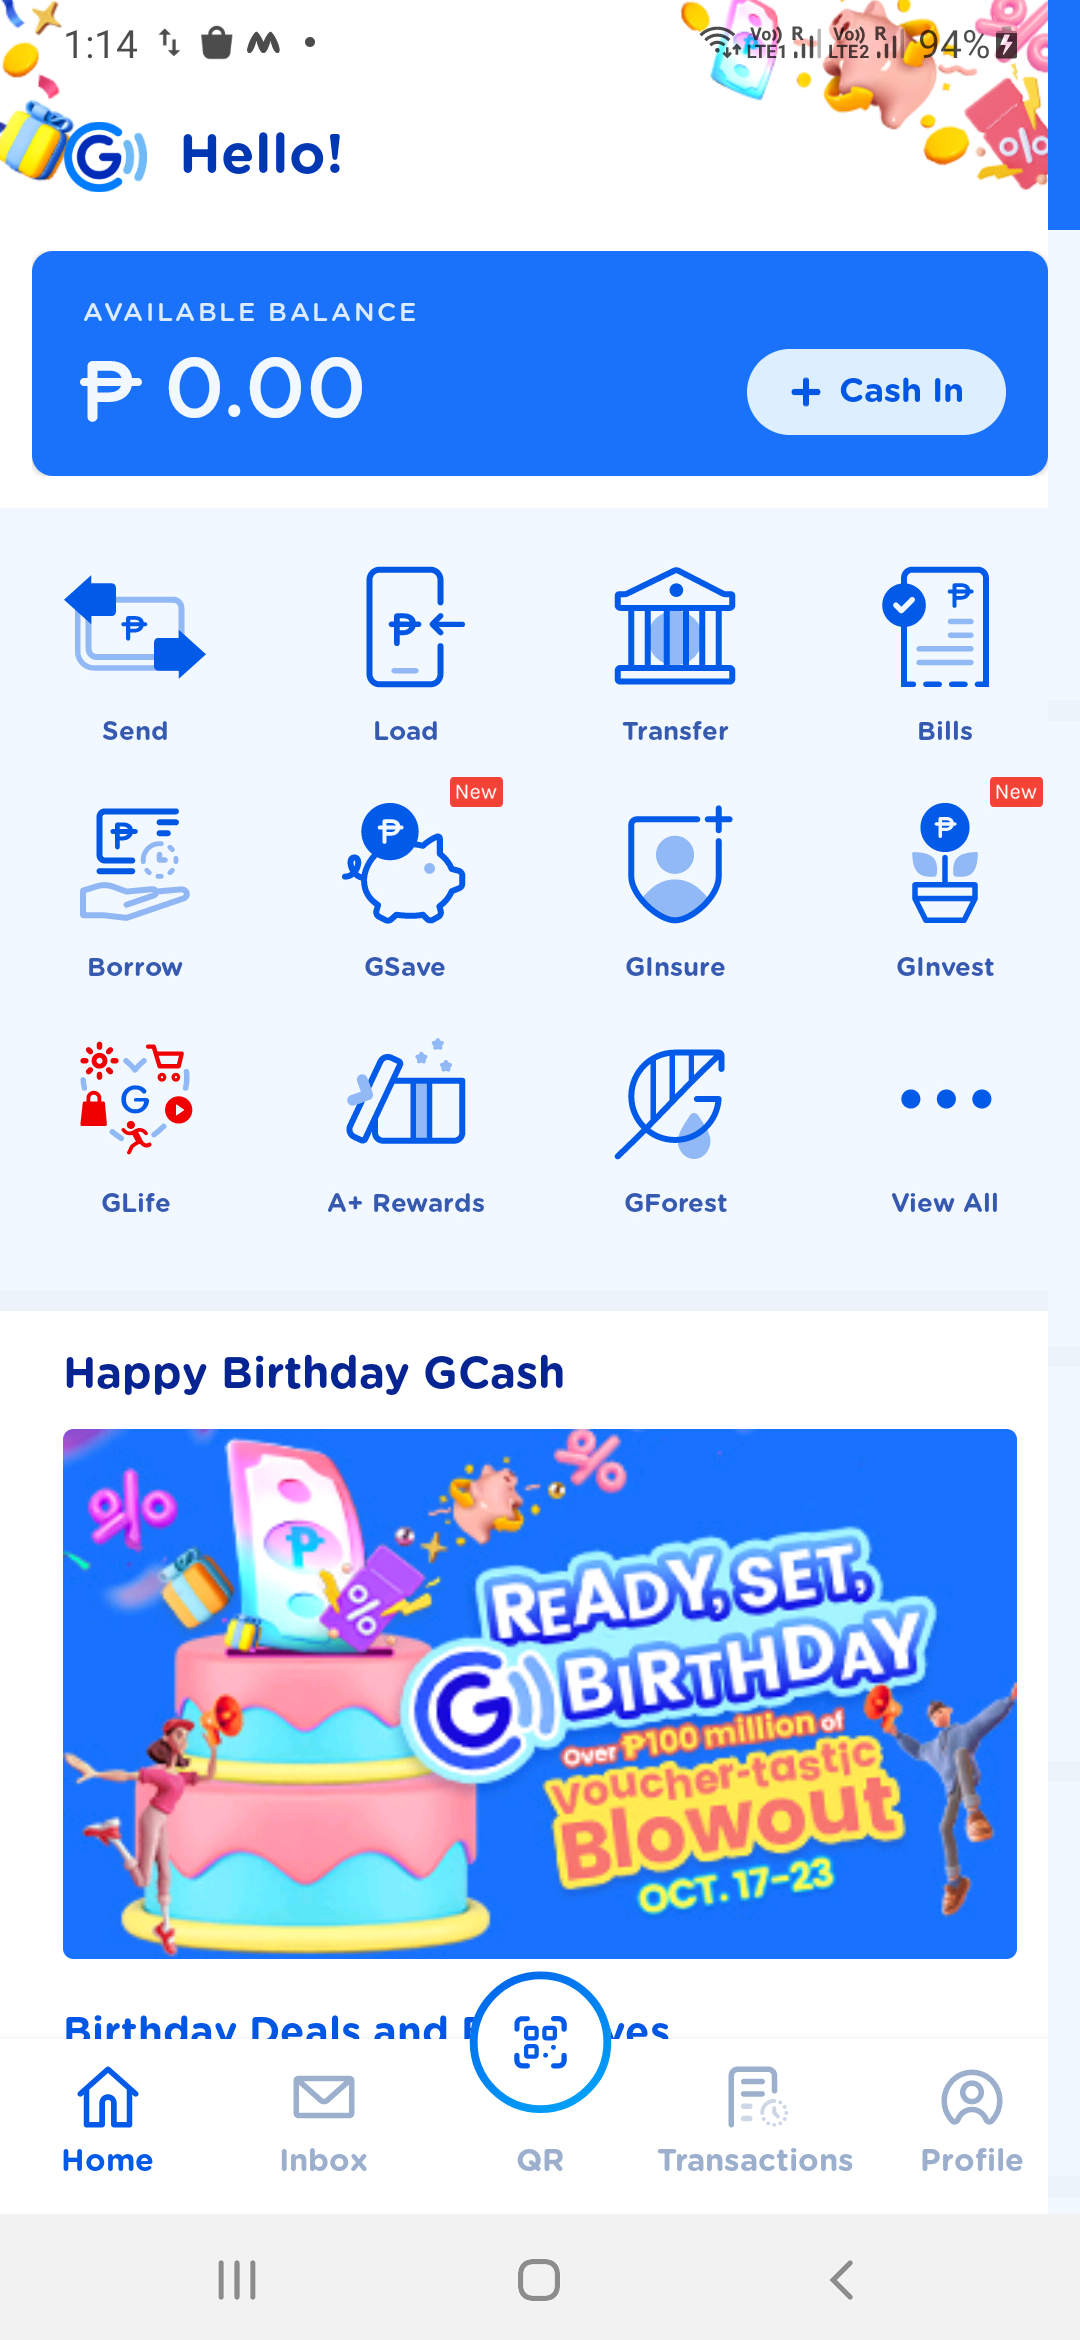 1:14
Vo)) R Vo)) R 94%
LTE1 LTE2
G Hello!
AVAILABLE BALANCE
₱ 0.00
+ Cash In
Send Load Transfer Bills
New New
Borrow GSave GInsure GInvest
GLife A+ Rewards GForest View All
Happy Birthday GCash
READY, SET,
G BIRTHDAY
Over ₱100 million of
Voucher-tastic
Blowout
OCT. 17-23
Birthday Deals and
Home Inbox QR Transactions Profile